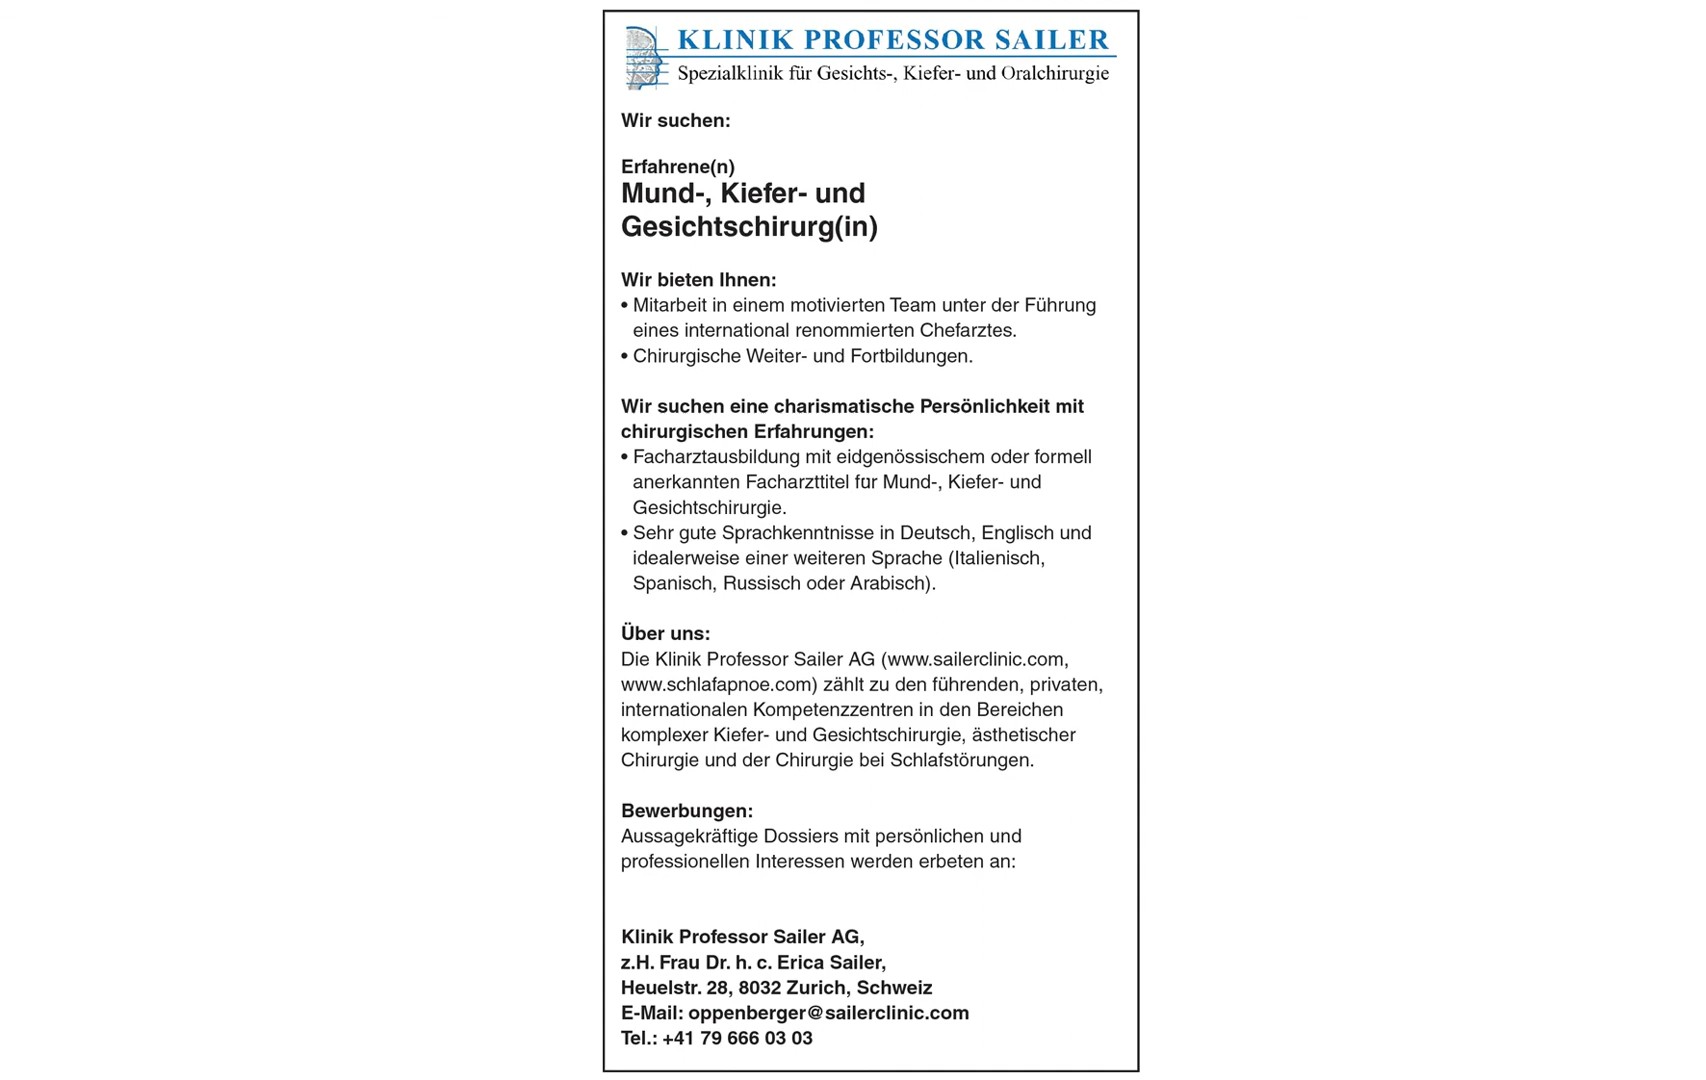 KLINIK PROFESSOR SAILER
Spezialklinik für Gesichts-, Kiefer- und Oralchirurgie
Wir suchen:
Erfahrene(n)
Mund-, Kiefer- und
Gesichtschirurg(in)
Wir bieten Ihnen:
• Mitarbeit in einem motivierten Team unter der Führung
eines international renommierten Chefarztes.
• Chirurgische Weiter- und Fortbildungen.
Wir suchen eine charismatische Persönlichkeit mit
chirurgischen Erfahrungen:
• Facharztausbildung mit eidgenössischem oder formell
anerkannten Facharzttitel für Mund-, Kiefer- und
Gesichtschirurgie.
• Sehr gute Sprachkenntnisse in Deutsch, Englisch und
idealerweise einer weiteren Sprache (Italienisch,
Spanisch, Russisch oder Arabisch).
Über uns:
Die Klinik Professor Sailer AG (www.sailerclinic.com,
www.schlafapnoe.com) zählt zu den führenden, privaten,
internationalen Kompetenzzentren in den Bereichen
komplexer Kiefer- und Gesichtschirurgie, ästhetischer
Chirurgie und der Chirurgie bei Schlafstörungen.
Bewerbungen:
Aussagekräftige Dossiers mit persönlichen und
professionellen Interessen werden erbeten an:
Klinik Professor Sailer AG,
z.H. Frau Dr. h. c. Erica Sailer,
Heuelstr. 28, 8032 Zurich, Schweiz
E-Mail: oppenberger@sailerclinic.com
Tel.: +41 79 666 03 03